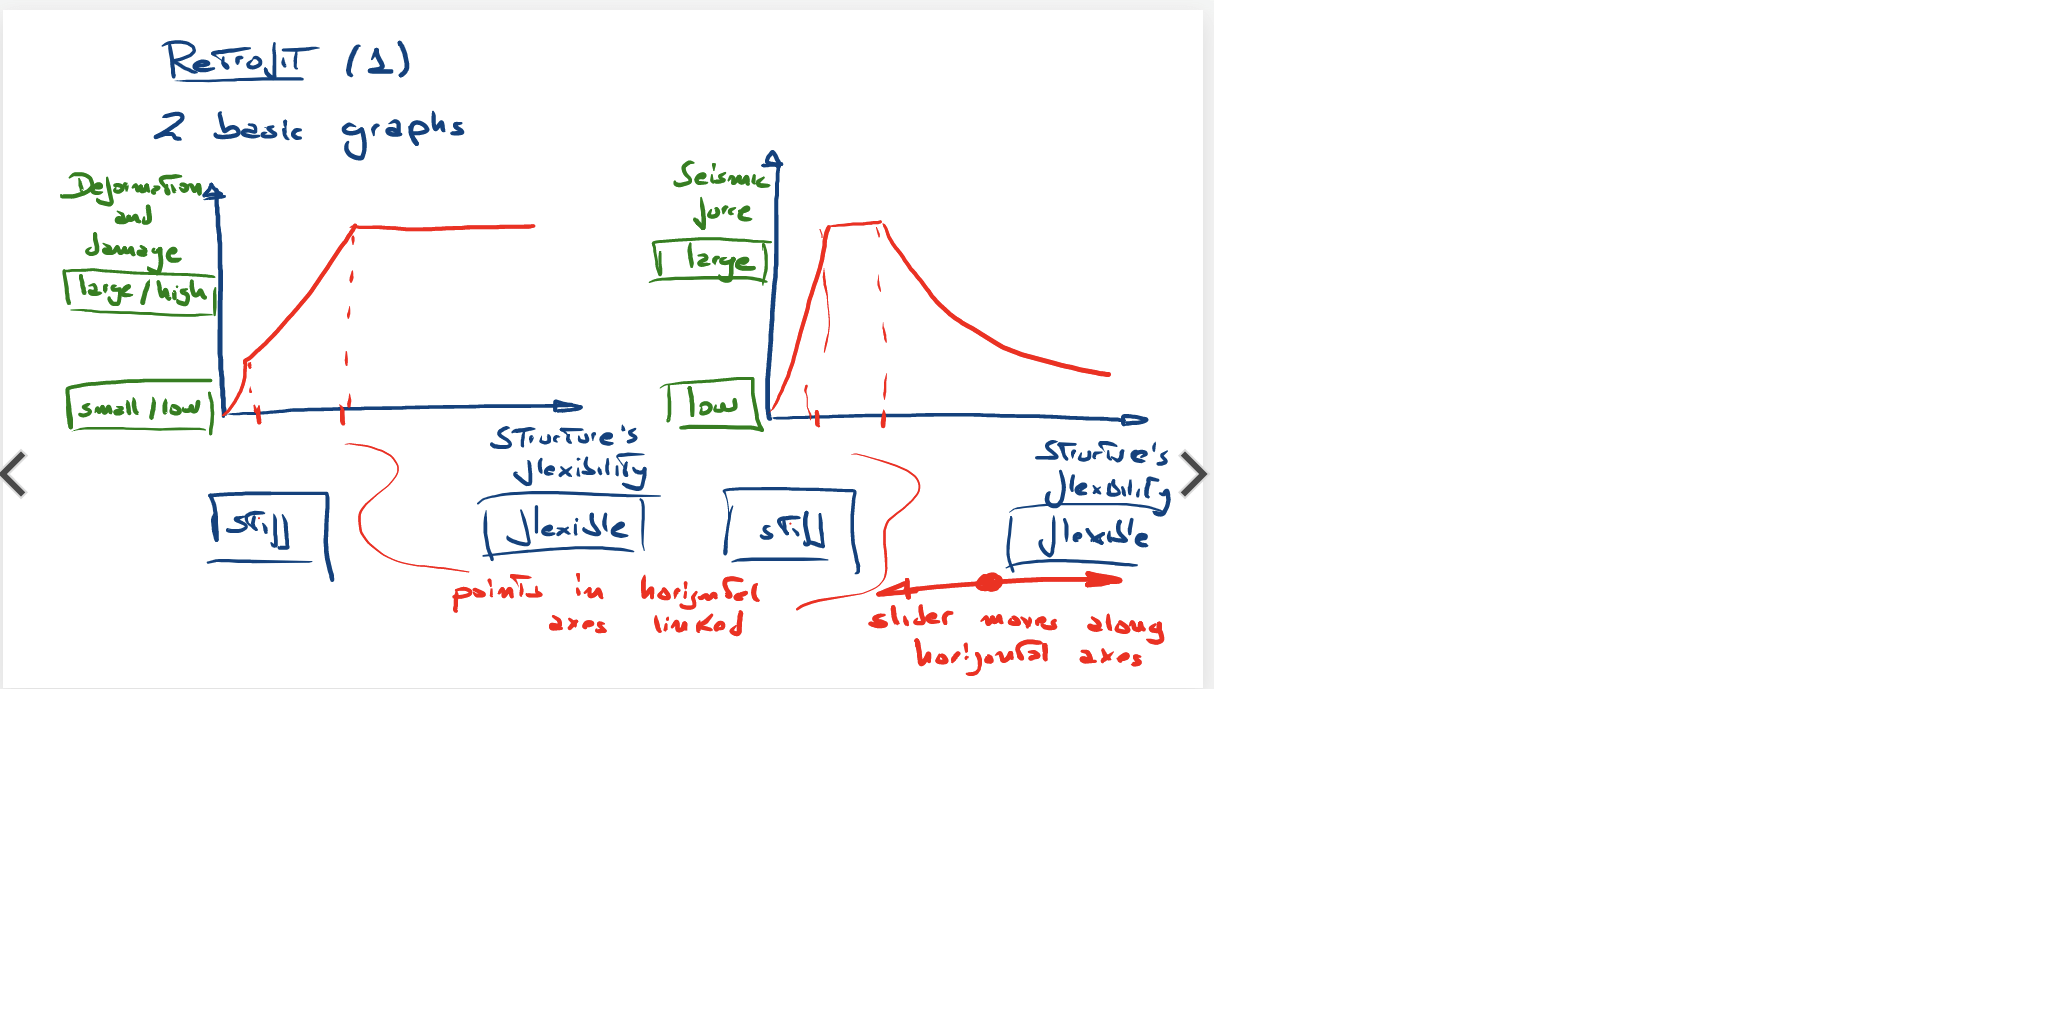 Retrofit (1)
2 basic graphs
Deformation
and
damage
large/high
small/low
Structure's
flexibility
stiff
flexible
Seismic
force
large
low
Structure's
flexibility
stiff
flexible
points in horizontal
axes linked
slider moves along
horizontal axes